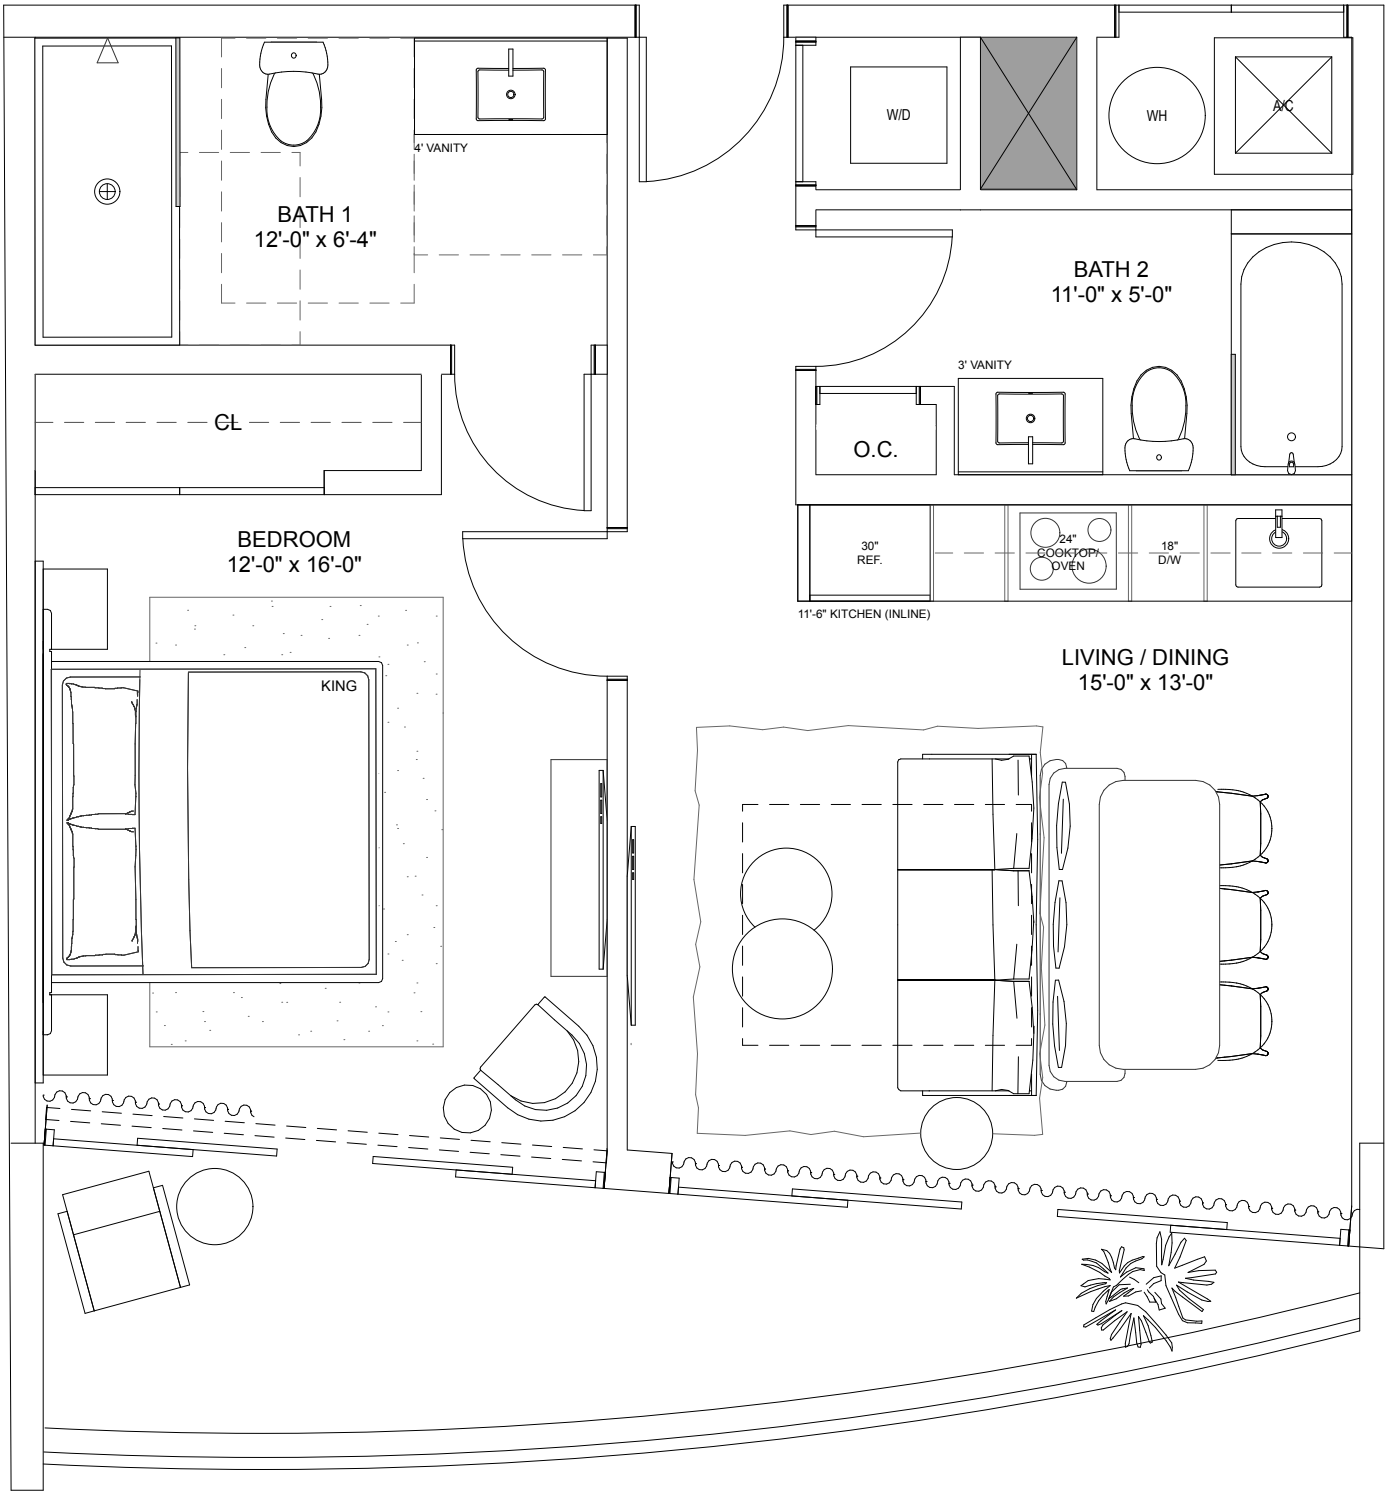 W/D
WH
A/C
4' VANITY
BATH 1
12'-0" x 6'-4"
BATH 2
11'-0" x 5'-0"
3' VANITY
CL
O.C.
BEDROOM
12'-0" x 16'-0"
30"
REF.
24"
COOKTOP/
OVEN
18"
D/W
11'-6" KITCHEN (INLINE)
LIVING / DINING
15'-0" x 13'-0"
KING